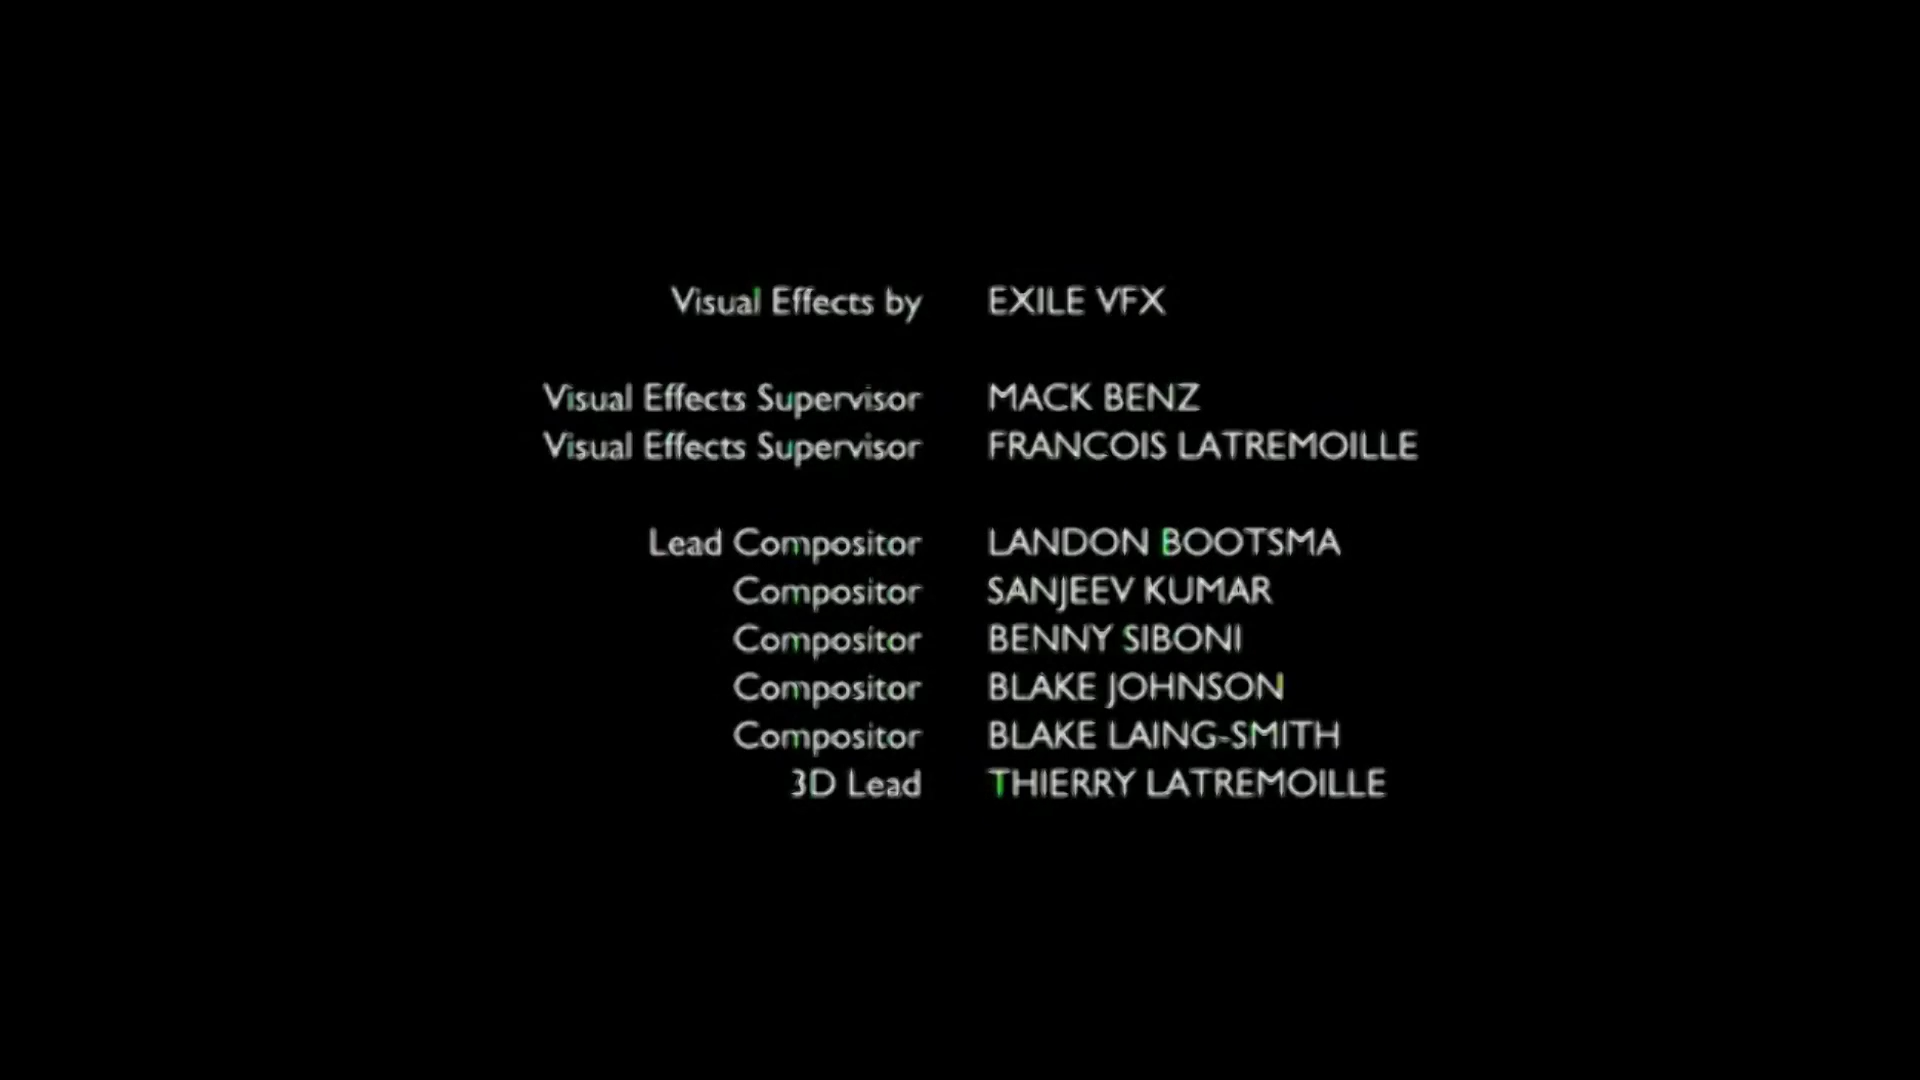 Visual Effects by EXILE VFX
Visual Effects Supervisor MACK BENZ
Visual Effects Supervisor FRANCOIS LATREMOILLE
Lead Compositor LANDON BOOTSMA
Compositor SANJEEV KUMAR
Compositor BENNY SIBONI
Compositor BLAKE JOHNSON
Compositor BLAKE LAING-SMITH
3D Lead THIERRY LATREMOILLE